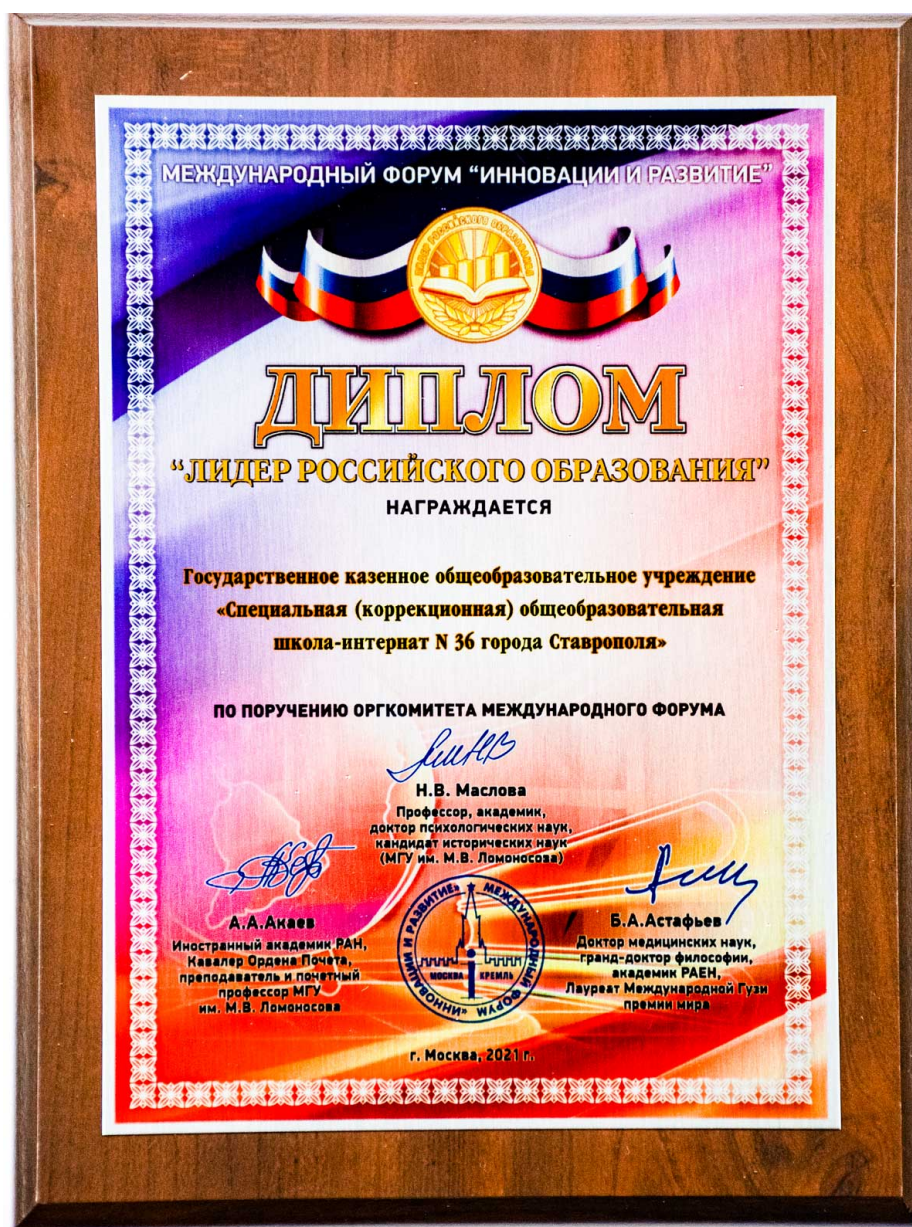 МЕЖДУНАРОДНЫЙ ФОРУМ "ИННОВАЦИИ И РАЗВИТИЕ"
ЛИДЕР РОССИЙСКОГО ОБРАЗОВАНИЯ
ДИПЛОМ
"ЛИДЕР РОССИЙСКОГО ОБРАЗОВАНИЯ"
НАГРАЖДАЕТСЯ
Государственное казенное общеобразовательное учреждение
«Специальная (коррекционная) общеобразовательная
школа-интернат N 36 города Ставрополя»
ПО ПОРУЧЕНИЮ ОРГКОМИТЕТА МЕЖДУНАРОДНОГО ФОРУМА
Н.В. Маслова
Профессор, академик,
доктор психологических наук,
кандидат исторических наук
(МГУ им. М.В. Ломоносова)
А.А.Акаев
Иностранный академик РАН,
Кавалер Ордена Почета,
преподаватель и почетный
профессор МГУ
им. М.В. Ломоносова
МЕЖДУНАРОДНЫЙ ФОРУМ «ИННОВАЦИИ И РАЗВИТИЕ»
МОСКВА КРЕМЛЬ
Б.А.Астафьев
Доктор медицинских наук,
гранд-доктор философии,
академик РАЕН,
Лауреат Международной Гузи
премии мира
г. Москва, 2021 г.